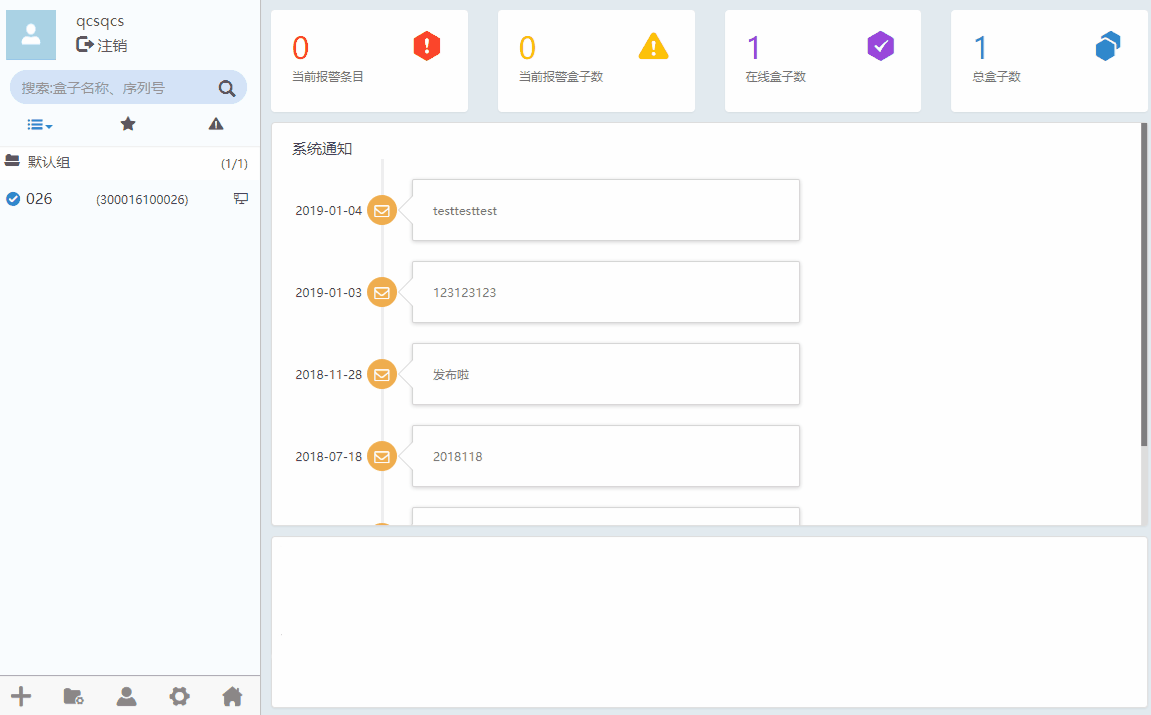 qcsqcs
注销
搜索:盒子名称、序列号
默认组 (1/1)
026 (300016100026)
0
当前报警条目
0
当前报警盒子数
1
在线盒子数
1
总盒子数
系统通知
2019-01-04 testtesttest
2019-01-03 123123123
2018-11-28 发布啦
2018-07-18 2018118